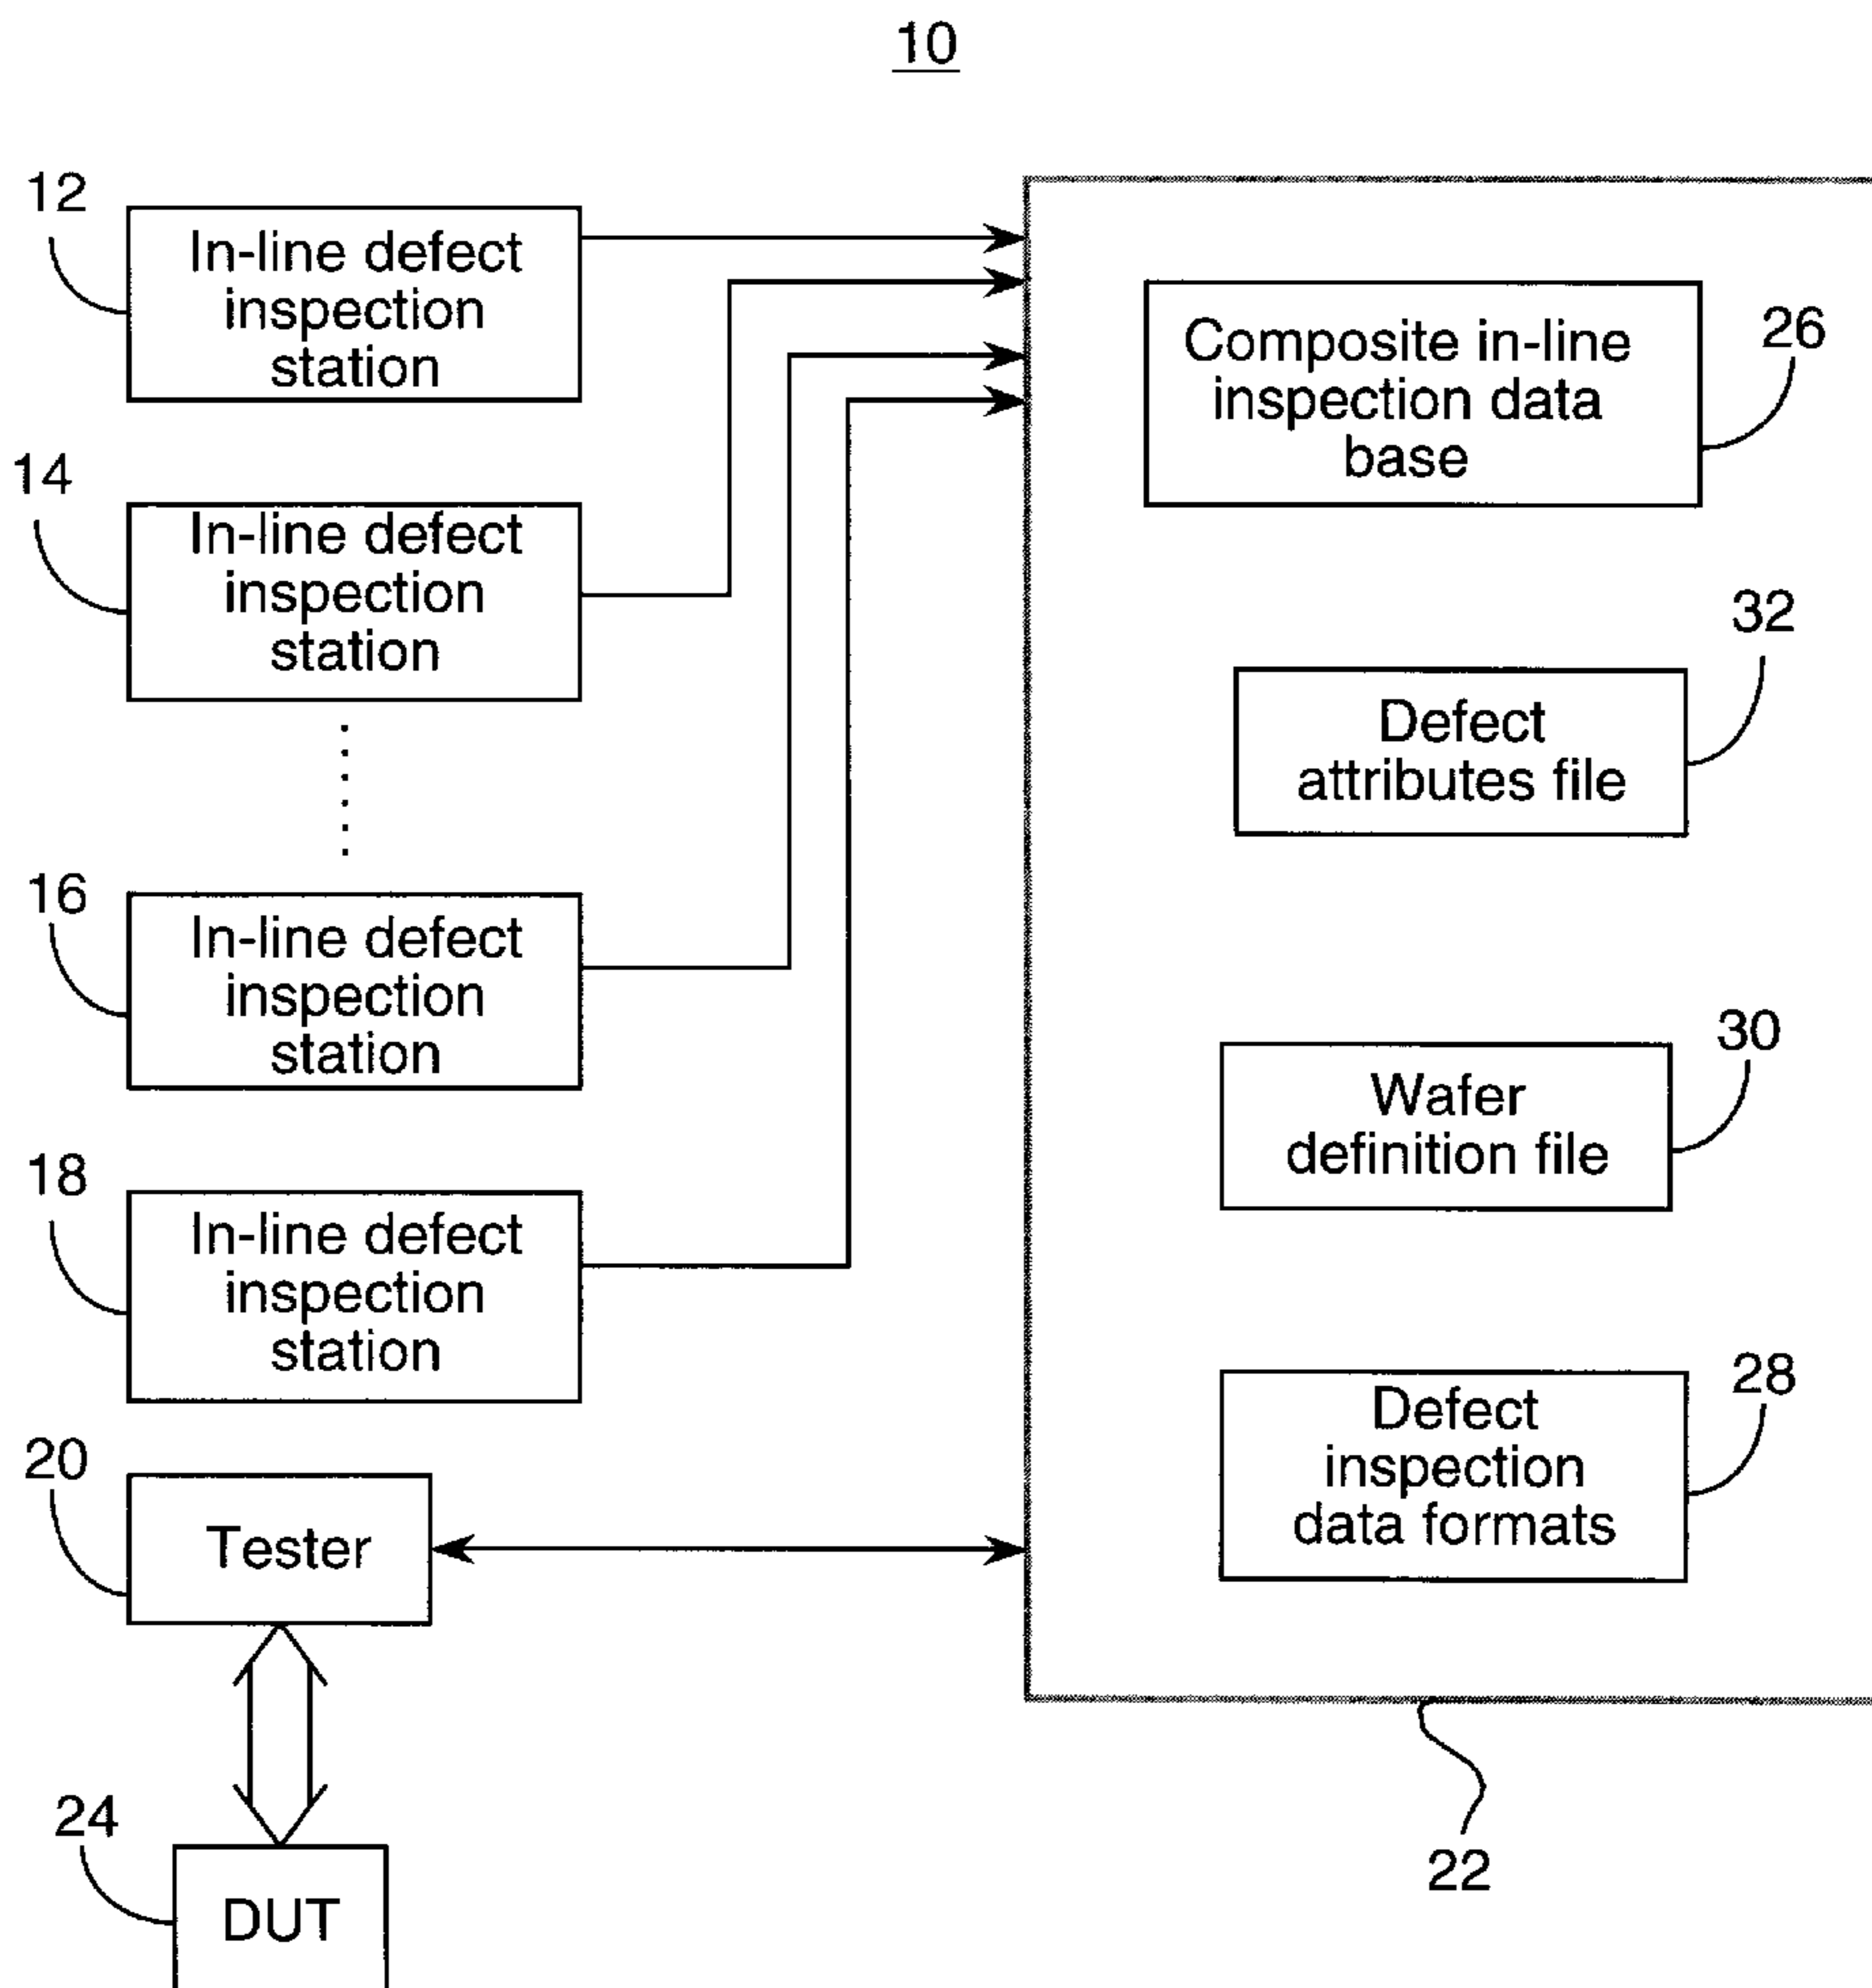 10
12
In-line defect
inspection
station
14
In-line defect
inspection
station
16
In-line defect
inspection
station
18
In-line defect
inspection
station
20
Tester
24
DUT
Composite in-line
inspection data
base
26
Defect
attributes file
32
Wafer
definition file
30
Defect
inspection
data formats
28
22